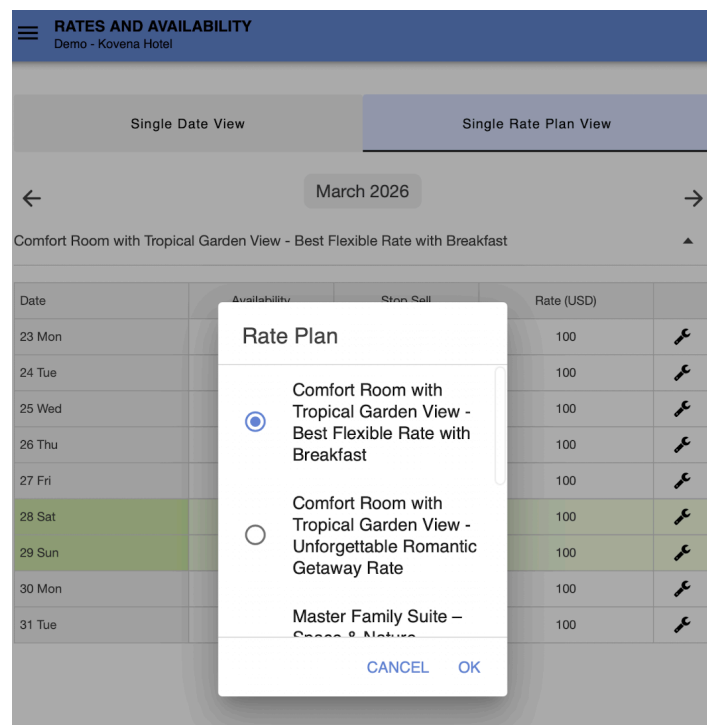 RATES AND AVAILABILITY
Demo - Kovena Hotel
Single Date View
Single Rate Plan View
March 2026
Comfort Room with Tropical Garden View - Best Flexible Rate with Breakfast
Date Availability Stop Sell Rate (USD)
23 Mon 100
24 Tue 100
25 Wed 100
26 Thu 100
27 Fri 100
28 Sat 100
29 Sun 100
30 Mon 100
31 Tue 100
Rate Plan
Comfort Room with
Tropical Garden View -
Best Flexible Rate with
Breakfast
Comfort Room with
Tropical Garden View -
Unforgettable Romantic
Getaway Rate
Master Family Suite –
Space & Nature
CANCEL OK